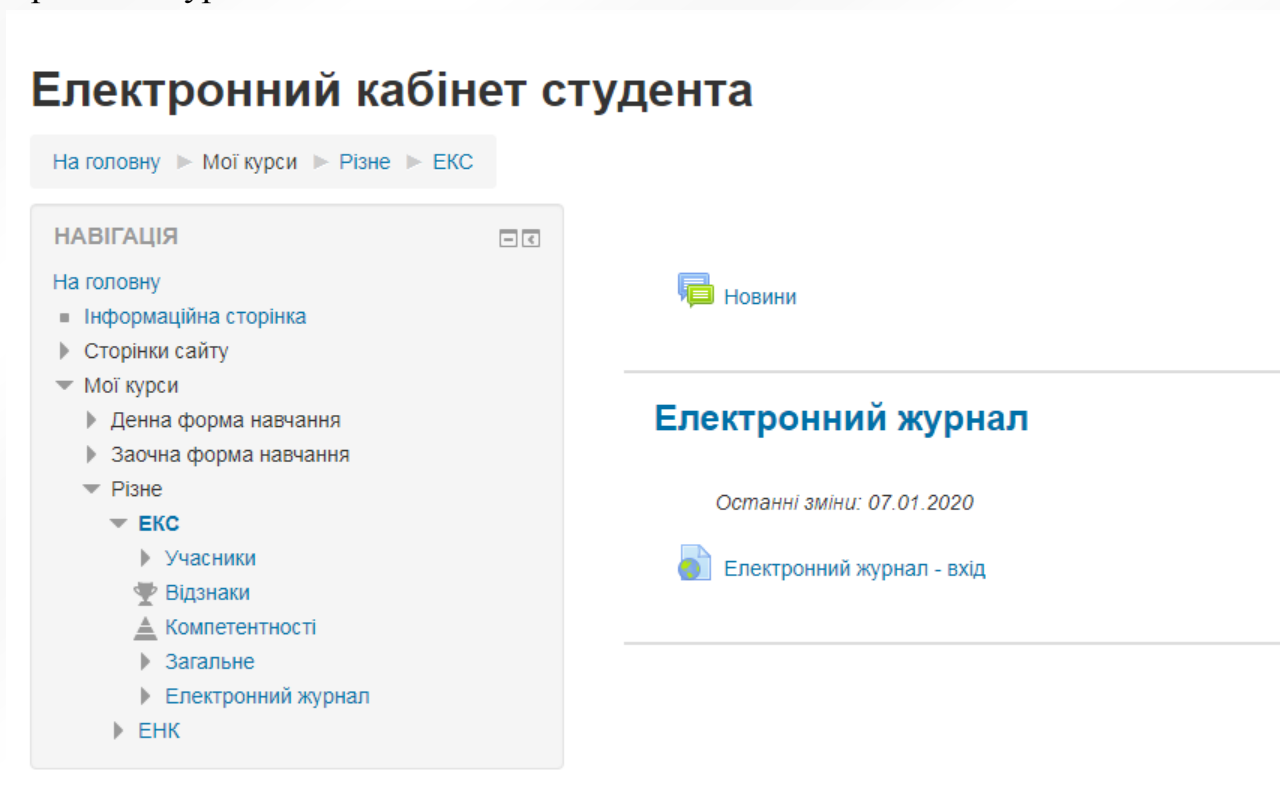 Електронний кабінет студента
На головну Мої курси Різне ЕКС
НАВІГАЦІЯ
На головну
Інформаційна сторінка
Сторінки сайту
Мої курси
Денна форма навчання
Заочна форма навчання
Різне
ЕКС
Учасники
Відзнаки
Компетентності
Загальне
Електронний журнал
ЕНК
Новини
Електронний журнал
Останні зміни: 07.01.2020
Електронний журнал - вхід